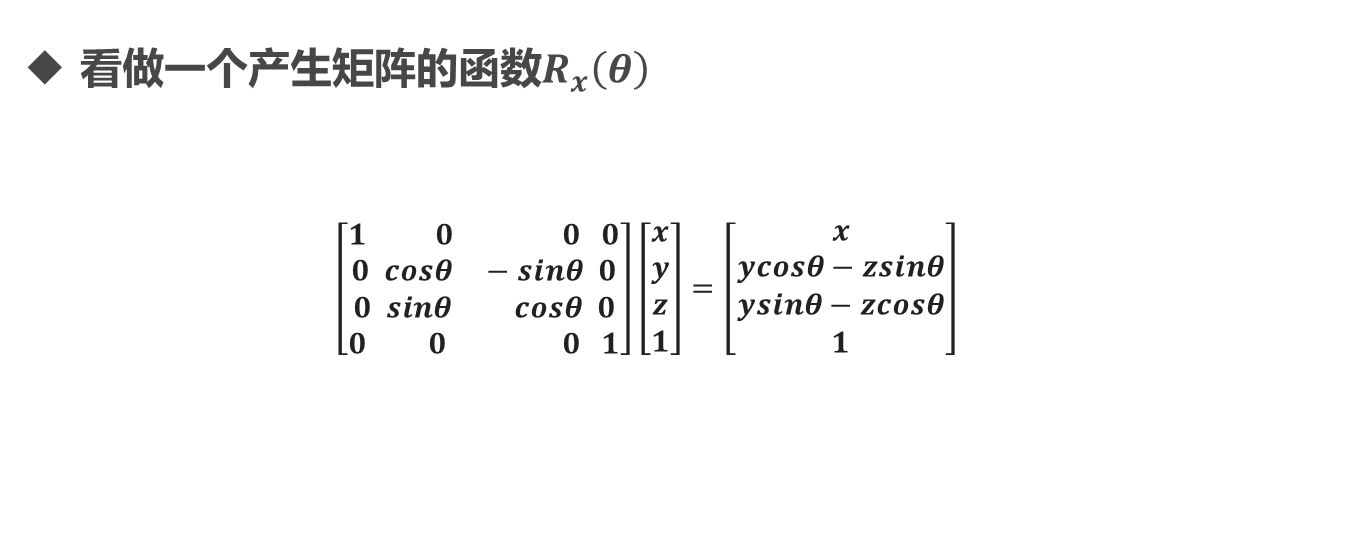 ◆ 看做一个产生矩阵的函数Rₓ(θ)
[1 0 0 0] [x] [x]
[0 cosθ −sinθ 0] [y] = [ycosθ − zsinθ]
[0 sinθ cosθ 0] [z] [ysinθ − zcosθ]
[0 0 0 1] [1] [1]